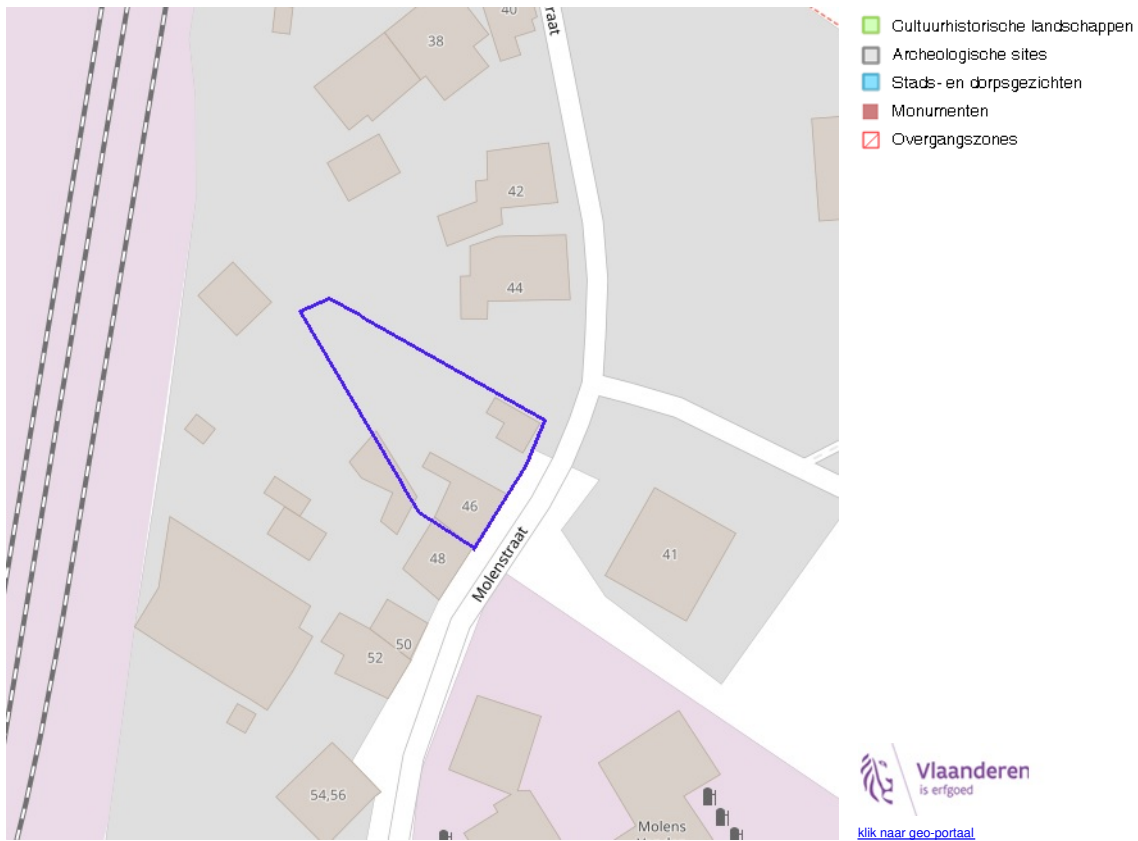 40
raat
38
42
44
46
48
Molenstraat
41
50
52
54,56
Molens
Cultuurhistorische landschappen
Archeologische sites
Stads- en dorpsgezichten
Monumenten
Overgangszones
Vlaanderen
is erfgoed
klik naar geo-portaal